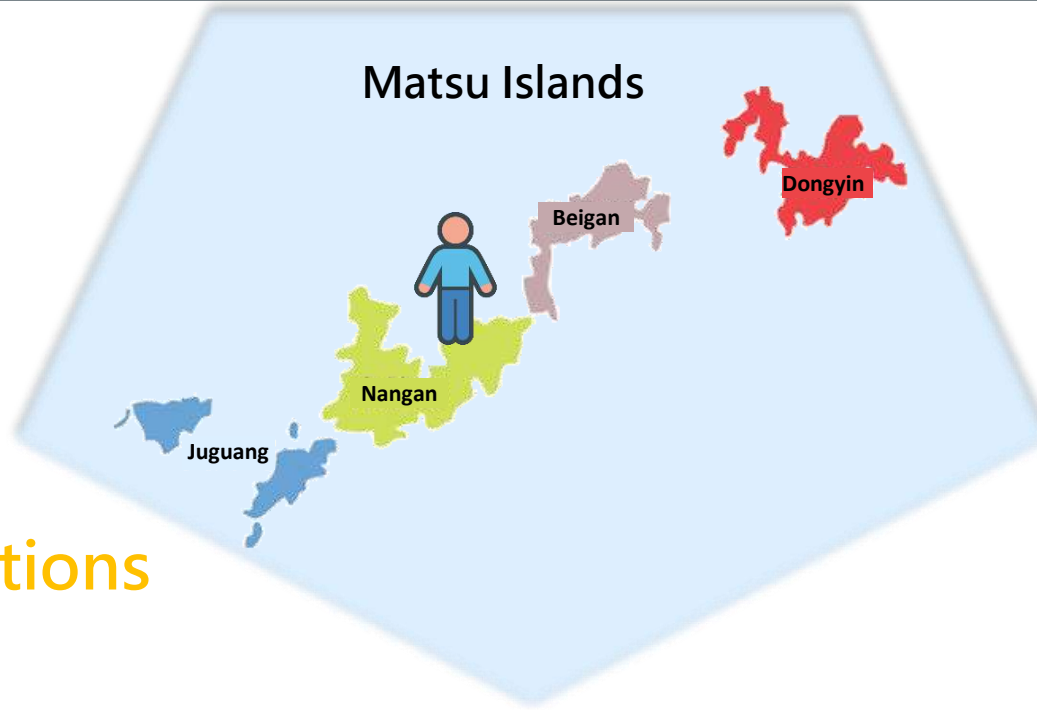 Matsu Islands
Dongyin
Beigan
Nangan
Juguang
tions